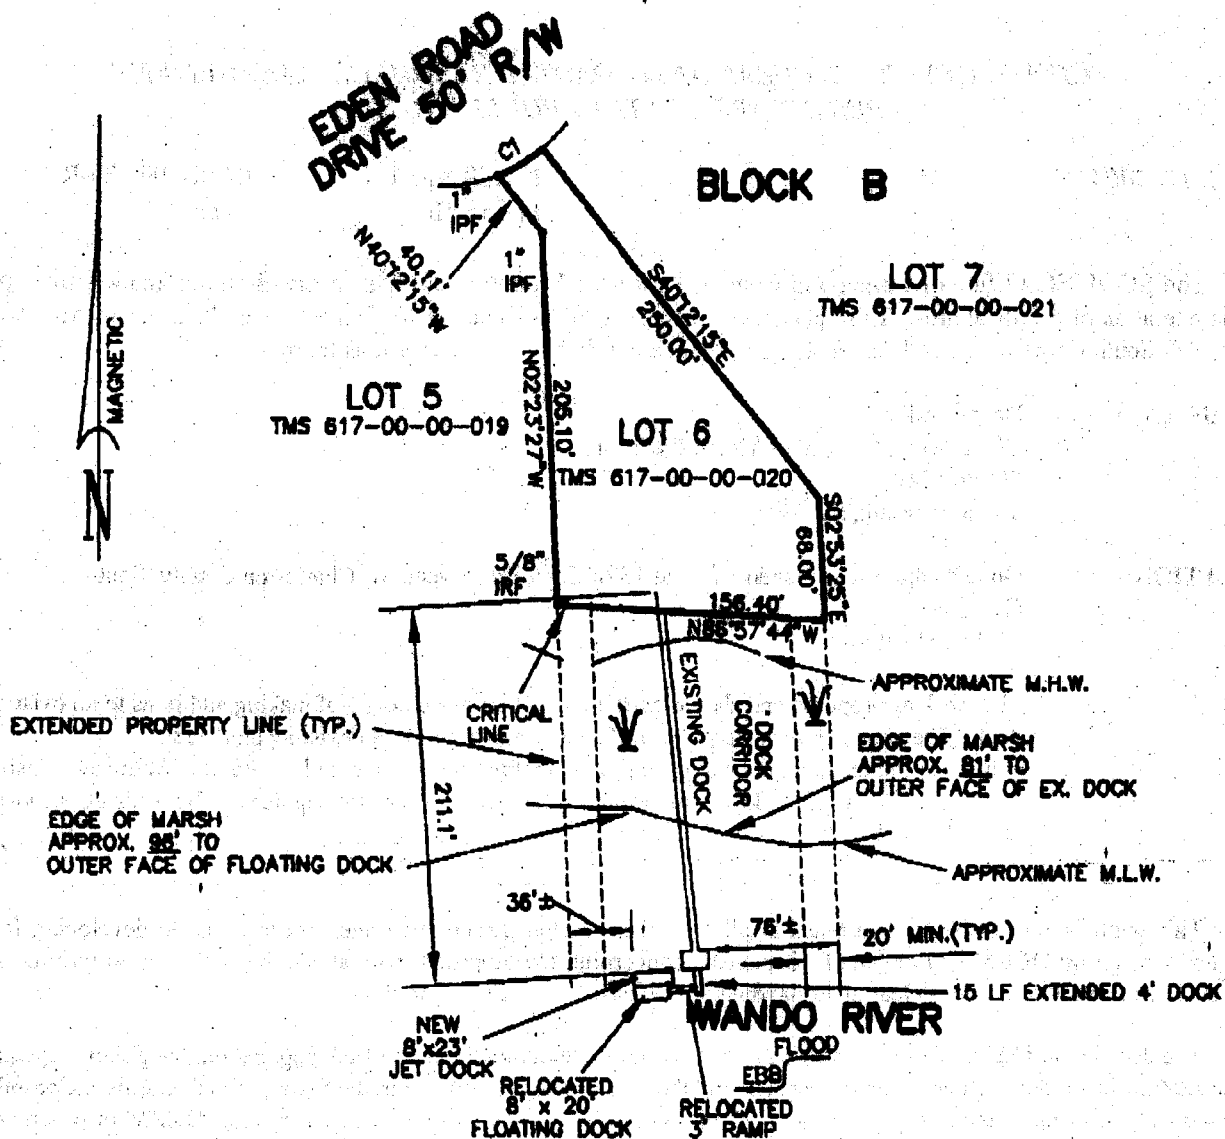 EDEN ROAD
DRIVE 50' R/W
BLOCK B
1"
IPF
40.11'
N40°12'15"W
1"
IPF
S40°12'15"E
250.00'
LOT 7
TMS 617-00-00-021
MAGNETIC
N
LOT 5
TMS 617-00-00-019
N02°23'27"W
206.10'
LOT 6
TMS 617-00-00-020
S02°53'25"E
68.00'
5/8"
IRF
156.40'
N86°57'44"W
APPROXIMATE M.H.W.
EXTENDED PROPERTY LINE (TYP.)
CRITICAL
LINE
EXISTING DOCK
DOCK
CORRIDOR
EDGE OF MARSH
APPROX. 81' TO
OUTER FACE OF EX. DOCK
211.1'
EDGE OF MARSH
APPROX. 96' TO
OUTER FACE OF FLOATING DOCK
APPROXIMATE M.L.W.
36'±
76'±
20' MIN.(TYP.)
15 LF EXTENDED 4' DOCK
WANDO RIVER
NEW
8'x23'
JET DOCK
FLOOD
EBB
RELOCATED
8' x 20'
FLOATING DOCK
RELOCATED
3' RAMP